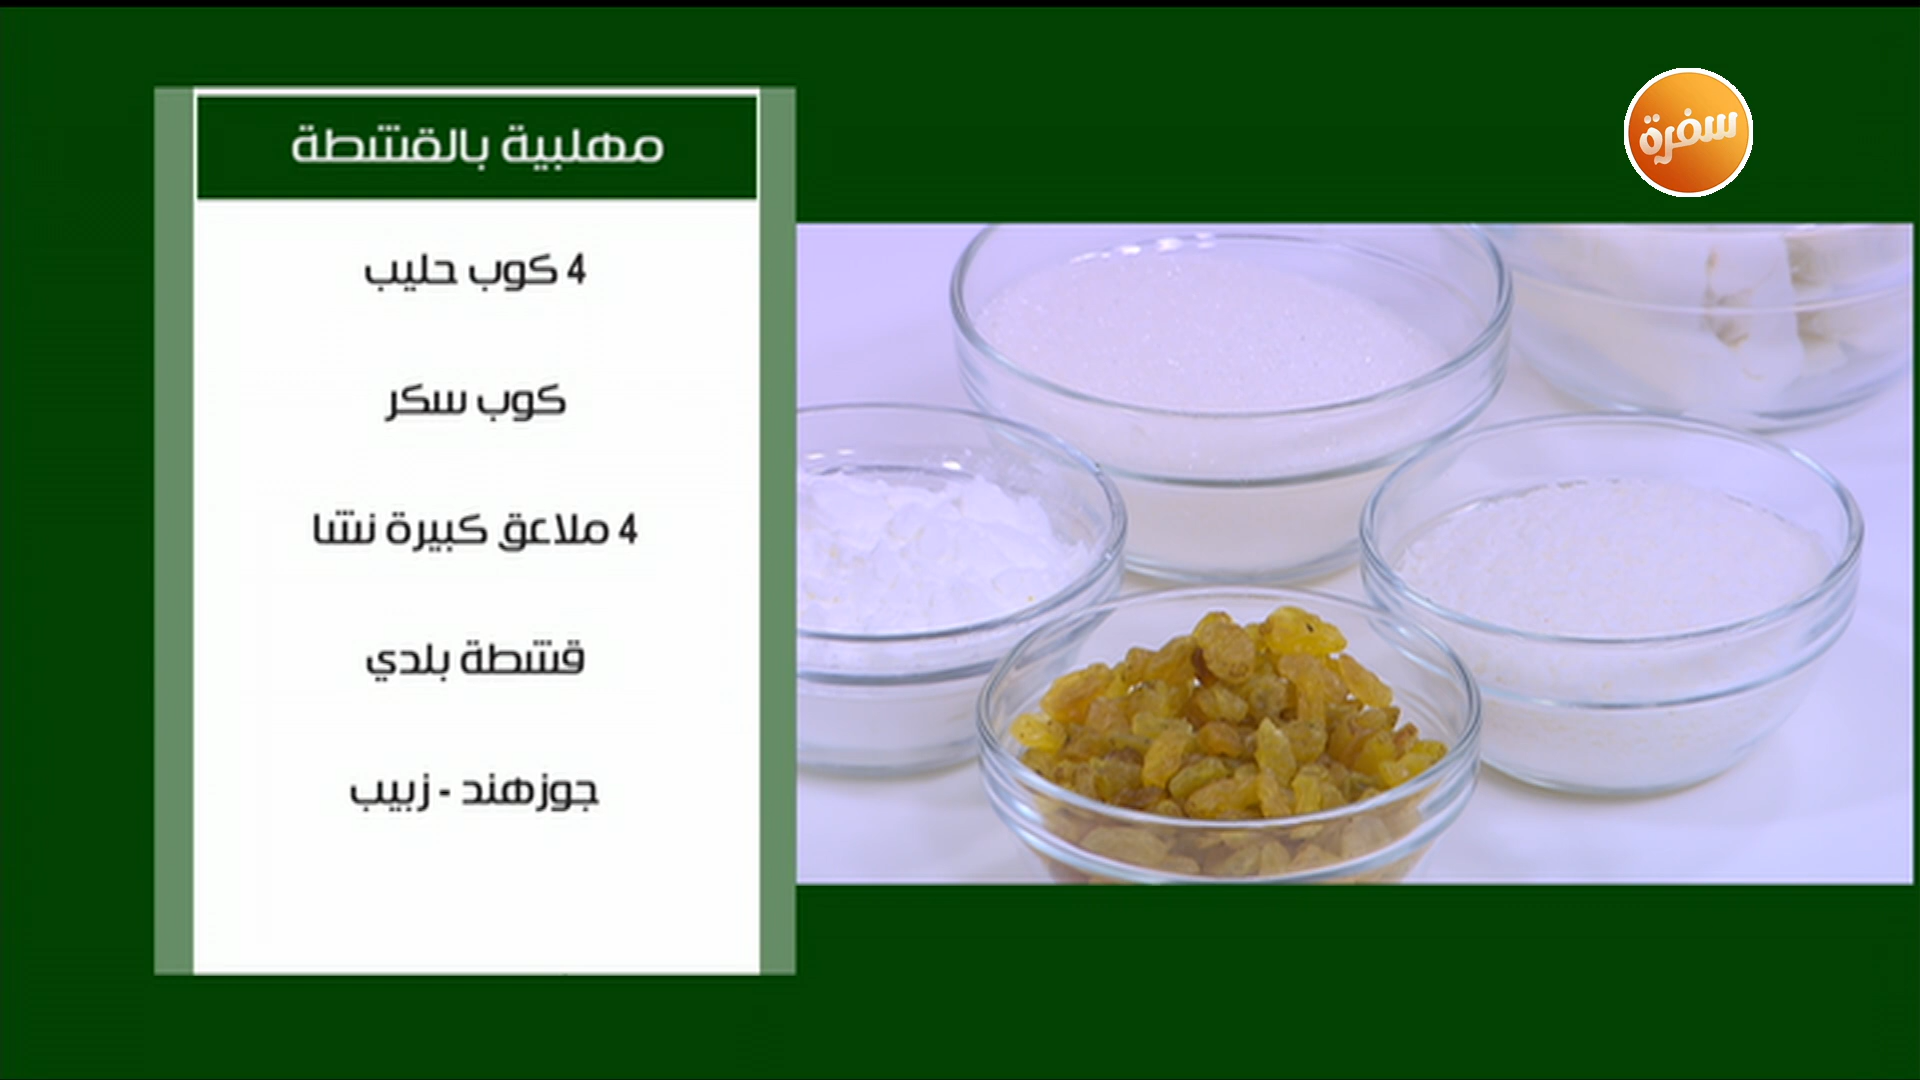 سفرة
مهلبية بالقشطة
4 كوب حليب
كوب سكر
4 ملاعق كبيرة نشا
قشطة بلدي
جوزهند - زبيب